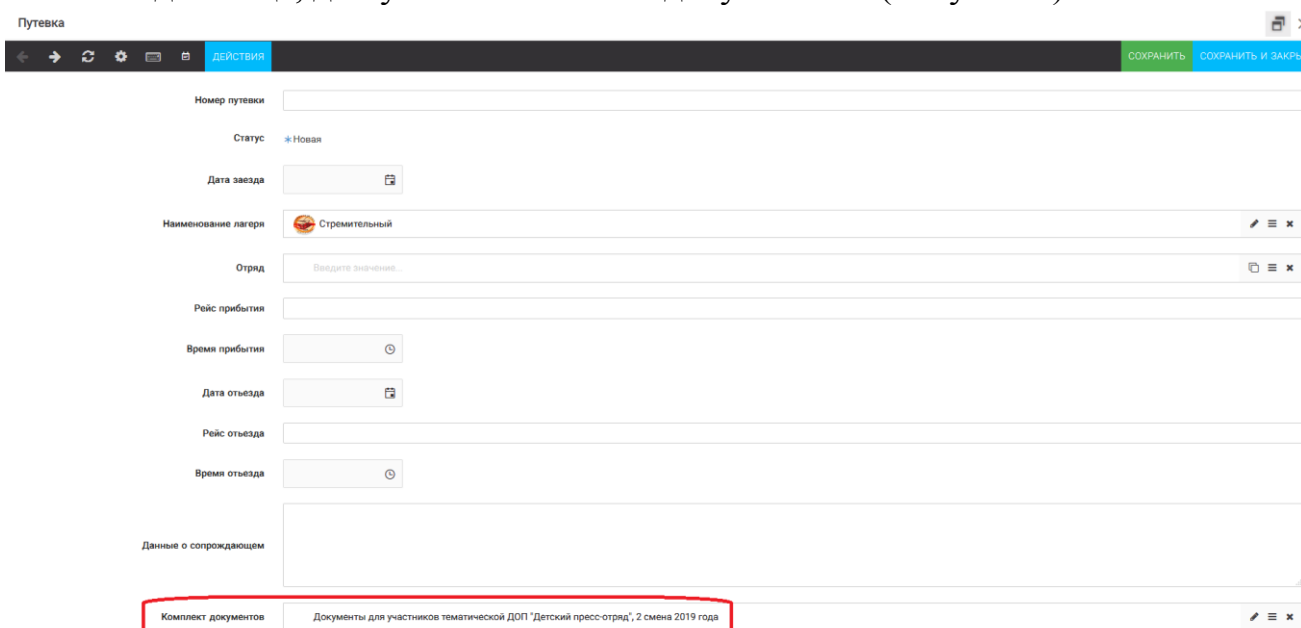 Путевка
ДЕЙСТВИЯ СОХРАНИТЬ СОХРАНИТЬ И ЗАКРЫ
Номер путевки
Статус Новая
Дата заезда
Наименование лагеря Стремительный
Отряд Введите значение...
Рейс прибытия
Время прибытия
Дата отъезда
Рейс отъезда
Время отъезда
Данные о сопрождающем
Комплект документов Документы для участников тематической ДОП "Детский пресс-отряд", 2 смена 2019 года